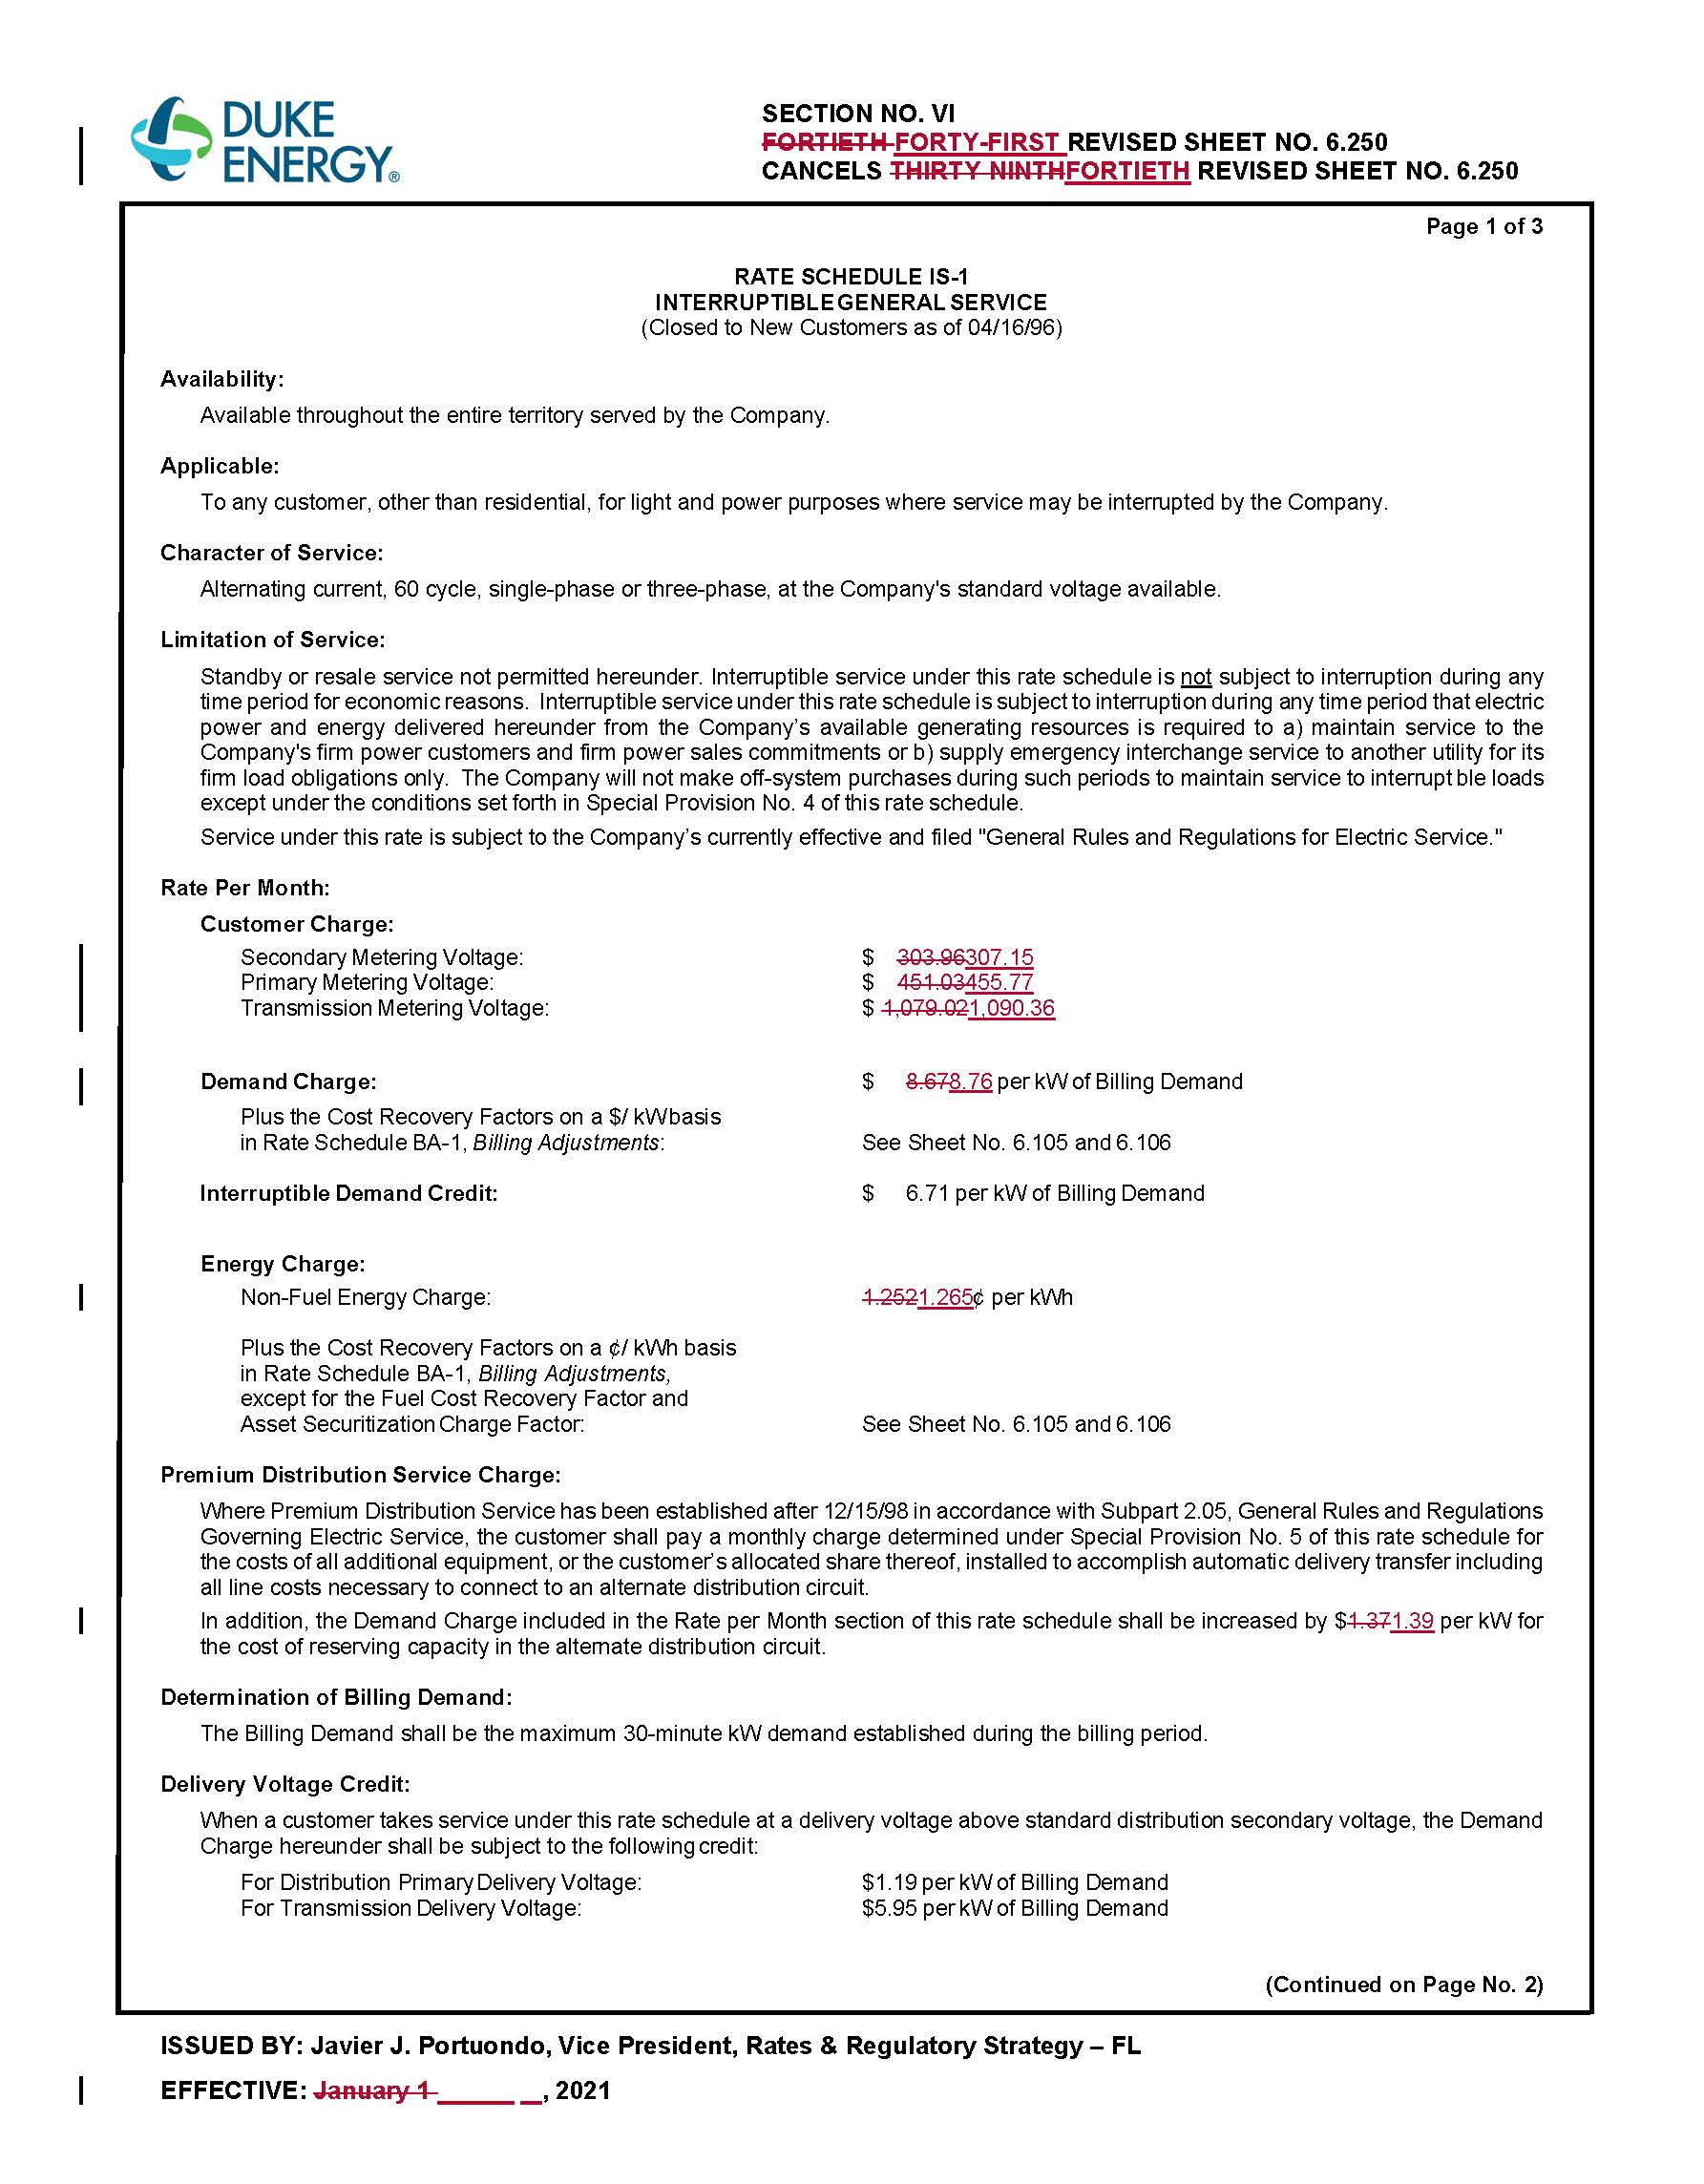 DUKE
ENERGY®
SECTION NO. VI
FORTIETH FORTY-FIRST REVISED SHEET NO. 6.250
CANCELS THIRTY NINTHFORTIETH REVISED SHEET NO. 6.250
Page 1 of 3
RATE SCHEDULE IS-1
INTERRUPTIBLE GENERAL SERVICE
(Closed to New Customers as of 04/16/96)
Availability:
Available throughout the entire territory served by the Company.
Applicable:
To any customer, other than residential, for light and power purposes where service may be interrupted by the Company.
Character of Service:
Alternating current, 60 cycle, single-phase or three-phase, at the Company's standard voltage available.
Limitation of Service:
Standby or resale service not permitted hereunder. Interruptible service under this rate schedule is not subject to interruption during any
time period for economic reasons. Interruptible service under this rate schedule is subject to interruption during any time period that electric
power and energy delivered hereunder from the Company’s available generating resources is required to a) maintain service to the
Company's firm power customers and firm power sales commitments or b) supply emergency interchange service to another utility for its
firm load obligations only. The Company will not make off-system purchases during such periods to maintain service to interrupt ble loads
except under the conditions set forth in Special Provision No. 4 of this rate schedule.
Service under this rate is subject to the Company’s currently effective and filed "General Rules and Regulations for Electric Service."
Rate Per Month:
Customer Charge:
Secondary Metering Voltage: $ 303.96307.15
Primary Metering Voltage: $ 451.03455.77
Transmission Metering Voltage: $ 1,079.021,090.36
Demand Charge: $ 8.678.76 per kW of Billing Demand
Plus the Cost Recovery Factors on a $/ kW basis
in Rate Schedule BA-1, Billing Adjustments: See Sheet No. 6.105 and 6.106
Interruptible Demand Credit: $ 6.71 per kW of Billing Demand
Energy Charge:
Non-Fuel Energy Charge: 1.2521.265¢ per kWh
Plus the Cost Recovery Factors on a ¢/ kWh basis
in Rate Schedule BA-1, Billing Adjustments,
except for the Fuel Cost Recovery Factor and
Asset Securitization Charge Factor: See Sheet No. 6.105 and 6.106
Premium Distribution Service Charge:
Where Premium Distribution Service has been established after 12/15/98 in accordance with Subpart 2.05, General Rules and Regulations
Governing Electric Service, the customer shall pay a monthly charge determined under Special Provision No. 5 of this rate schedule for
the costs of all additional equipment, or the customer’s allocated share thereof, installed to accomplish automatic delivery transfer including
all line costs necessary to connect to an alternate distribution circuit.
In addition, the Demand Charge included in the Rate per Month section of this rate schedule shall be increased by $1.371.39 per kW for
the cost of reserving capacity in the alternate distribution circuit.
Determination of Billing Demand:
The Billing Demand shall be the maximum 30-minute kW demand established during the billing period.
Delivery Voltage Credit:
When a customer takes service under this rate schedule at a delivery voltage above standard distribution secondary voltage, the Demand
Charge hereunder shall be subject to the following credit:
For Distribution Primary Delivery Voltage: $1.19 per kW of Billing Demand
For Transmission Delivery Voltage: $5.95 per kW of Billing Demand
(Continued on Page No. 2)
ISSUED BY: Javier J. Portuondo, Vice President, Rates & Regulatory Strategy – FL
EFFECTIVE: January 1 ______ __, 2021